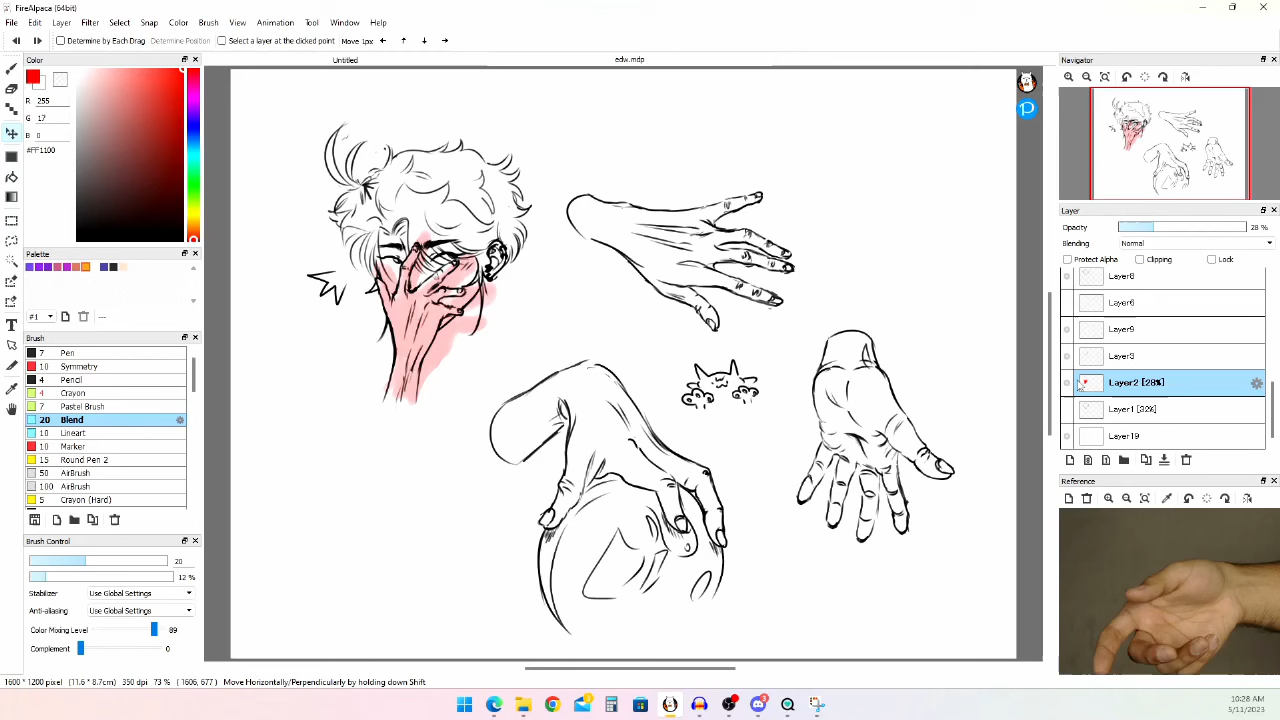 FireAlpaca (64bit)
File Edit Layer Filter Select Snap Color Brush View Animation Tool Window Help
Determine by Each Drag Determine Position Select a layer at the clicked point Move 1px
Color
Untitled
edw.mdp
Navigator
R 255
G 17
B 0
#FF1100
Layer
Opacity 28 %
Blending Normal
Protect Alpha Clipping Lock
Palette
#1 ---
Layer8
Layer6
Layer9
Layer3
Layer2 [28%]
Layer1 [32%]
Layer19
Brush
7 Pen
10 Symmetry
4 Pencil
4 Crayon
7 Pastel Brush
20 Blend
10 Lineart
10 Marker
15 Round Pen 2
50 AirBrush
100 AirBrush
5 Crayon (Hard)
Reference
Brush Control
20
12 %
Stabilizer Use Global Settings
Anti-aliasing Use Global Settings
Color Mixing Level 89
Complement 0
1600 * 1200 pixel (11.6 * 8.7cm) 350 dpi 73 % ( 1606, 677) Move Horizontally/Perpendicularly by holding down Shift
10:28 AM
5/11/2023